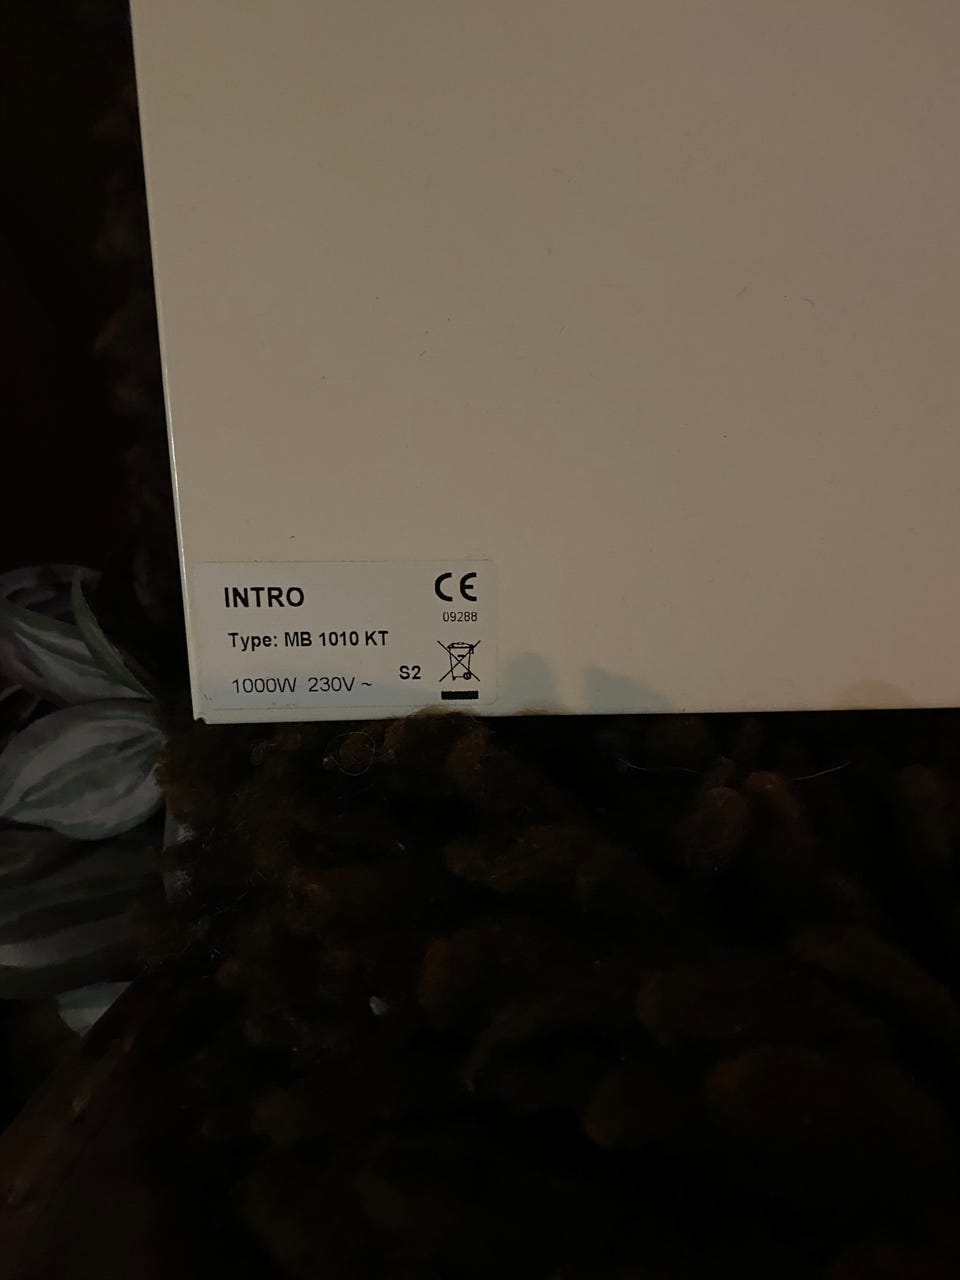 INTRO
CE
09288
Type: MB 1010 KT
S2
1000W 230V ~